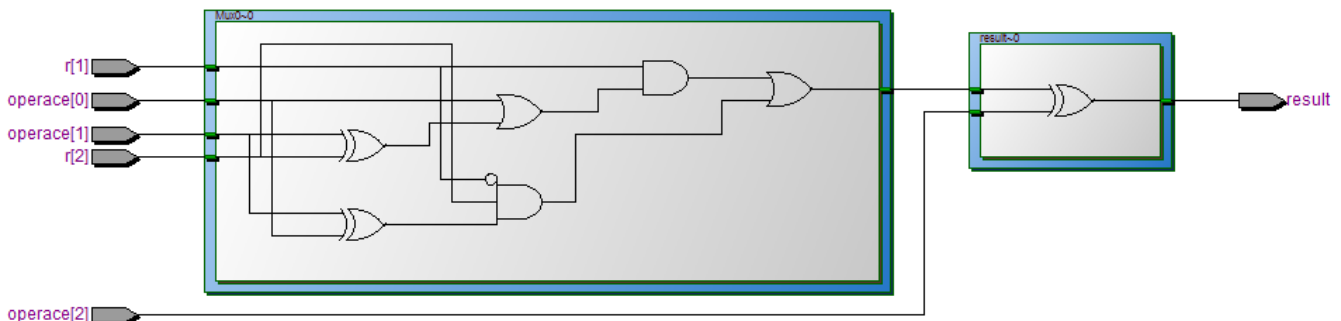 Mux0~0
result~0
r[1]
operace[0]
operace[1]
r[2]
result
operace[2]